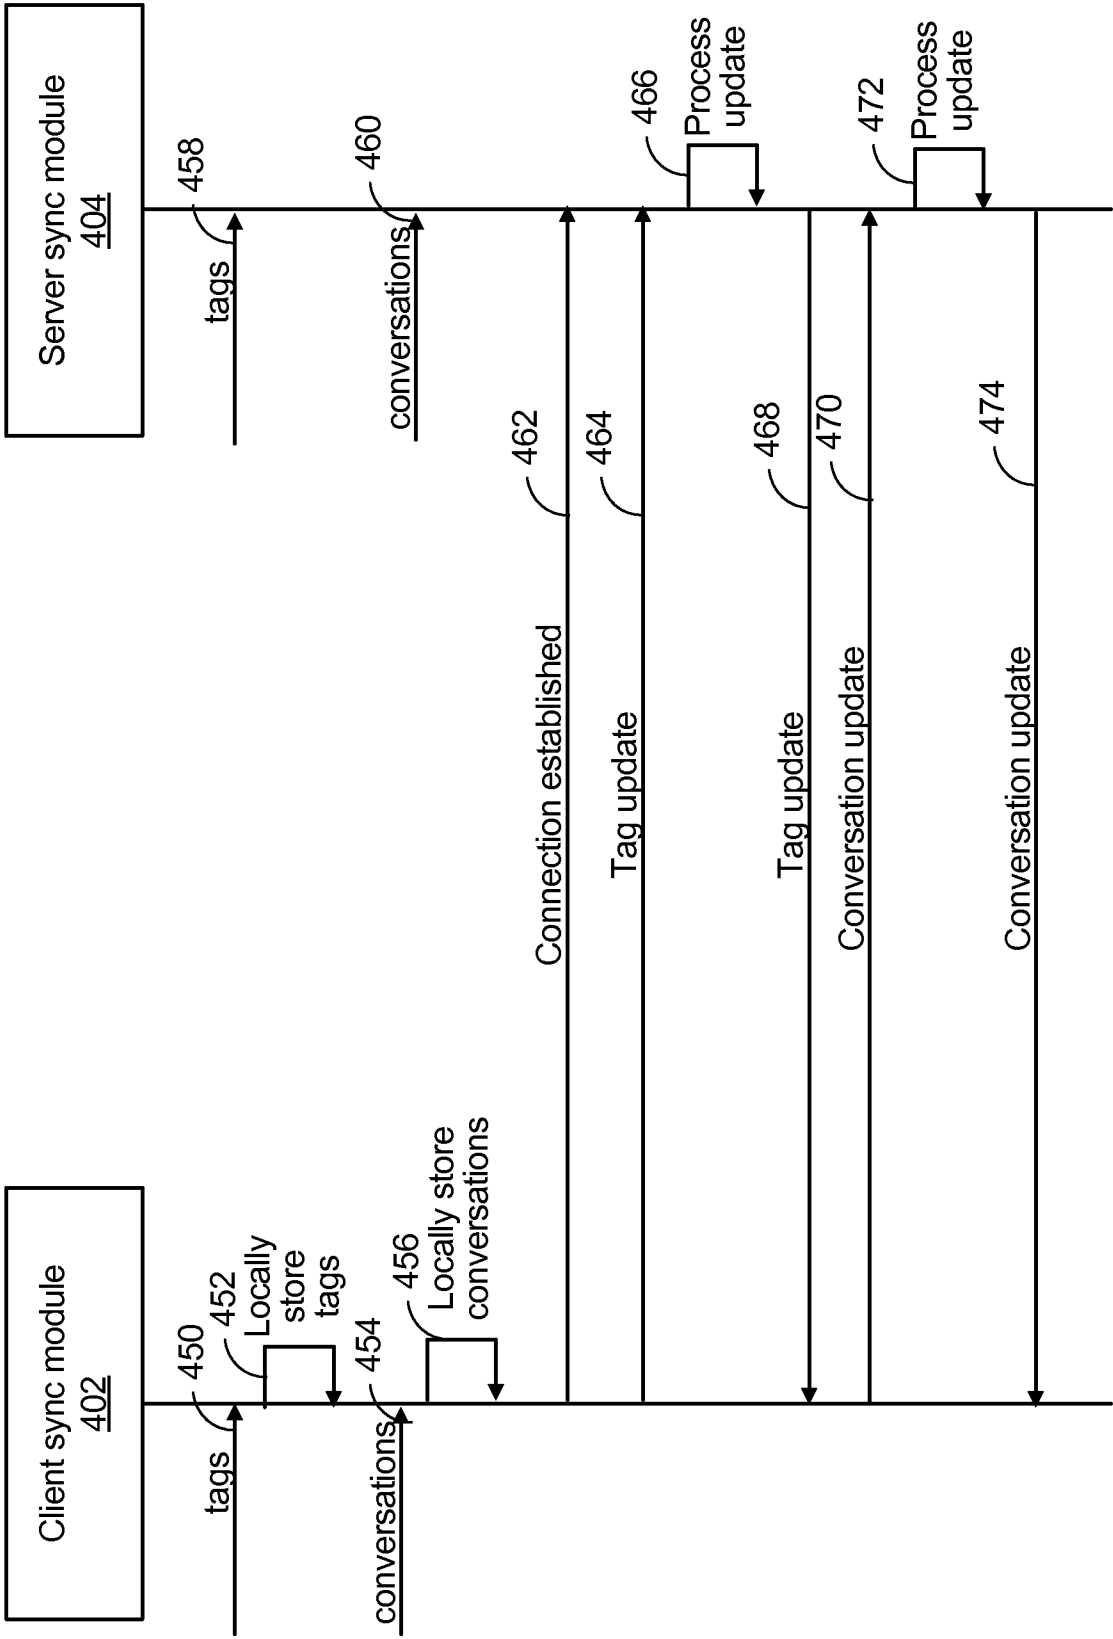 Client sync module
402
Server sync module
404
tags
450
452
Locally
store
tags
conversations
454
456
Locally store
conversations
tags
458
conversations
460
Connection established
462
Tag update
464
466
Process
update
Tag update
468
Conversation update
470
472
Process
update
Conversation update
474